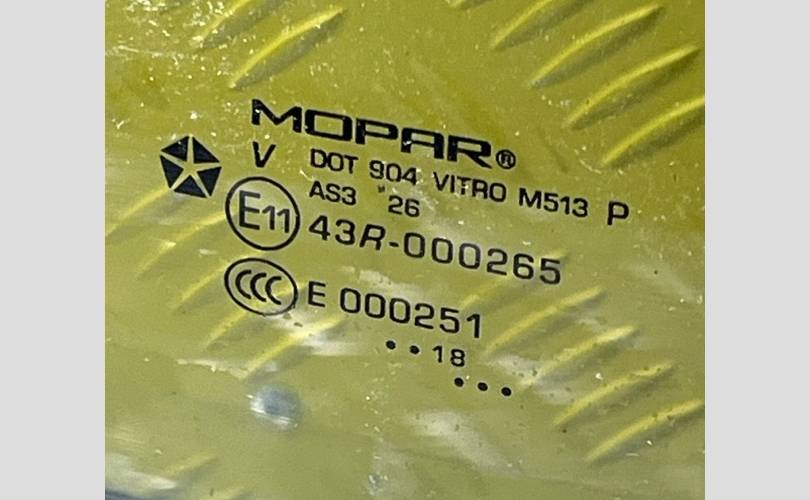 MOPAR®
V DOT 904 VITRO M513 P
AS3 "26
E11 43R-000265
CCC E 000251
••18
•••